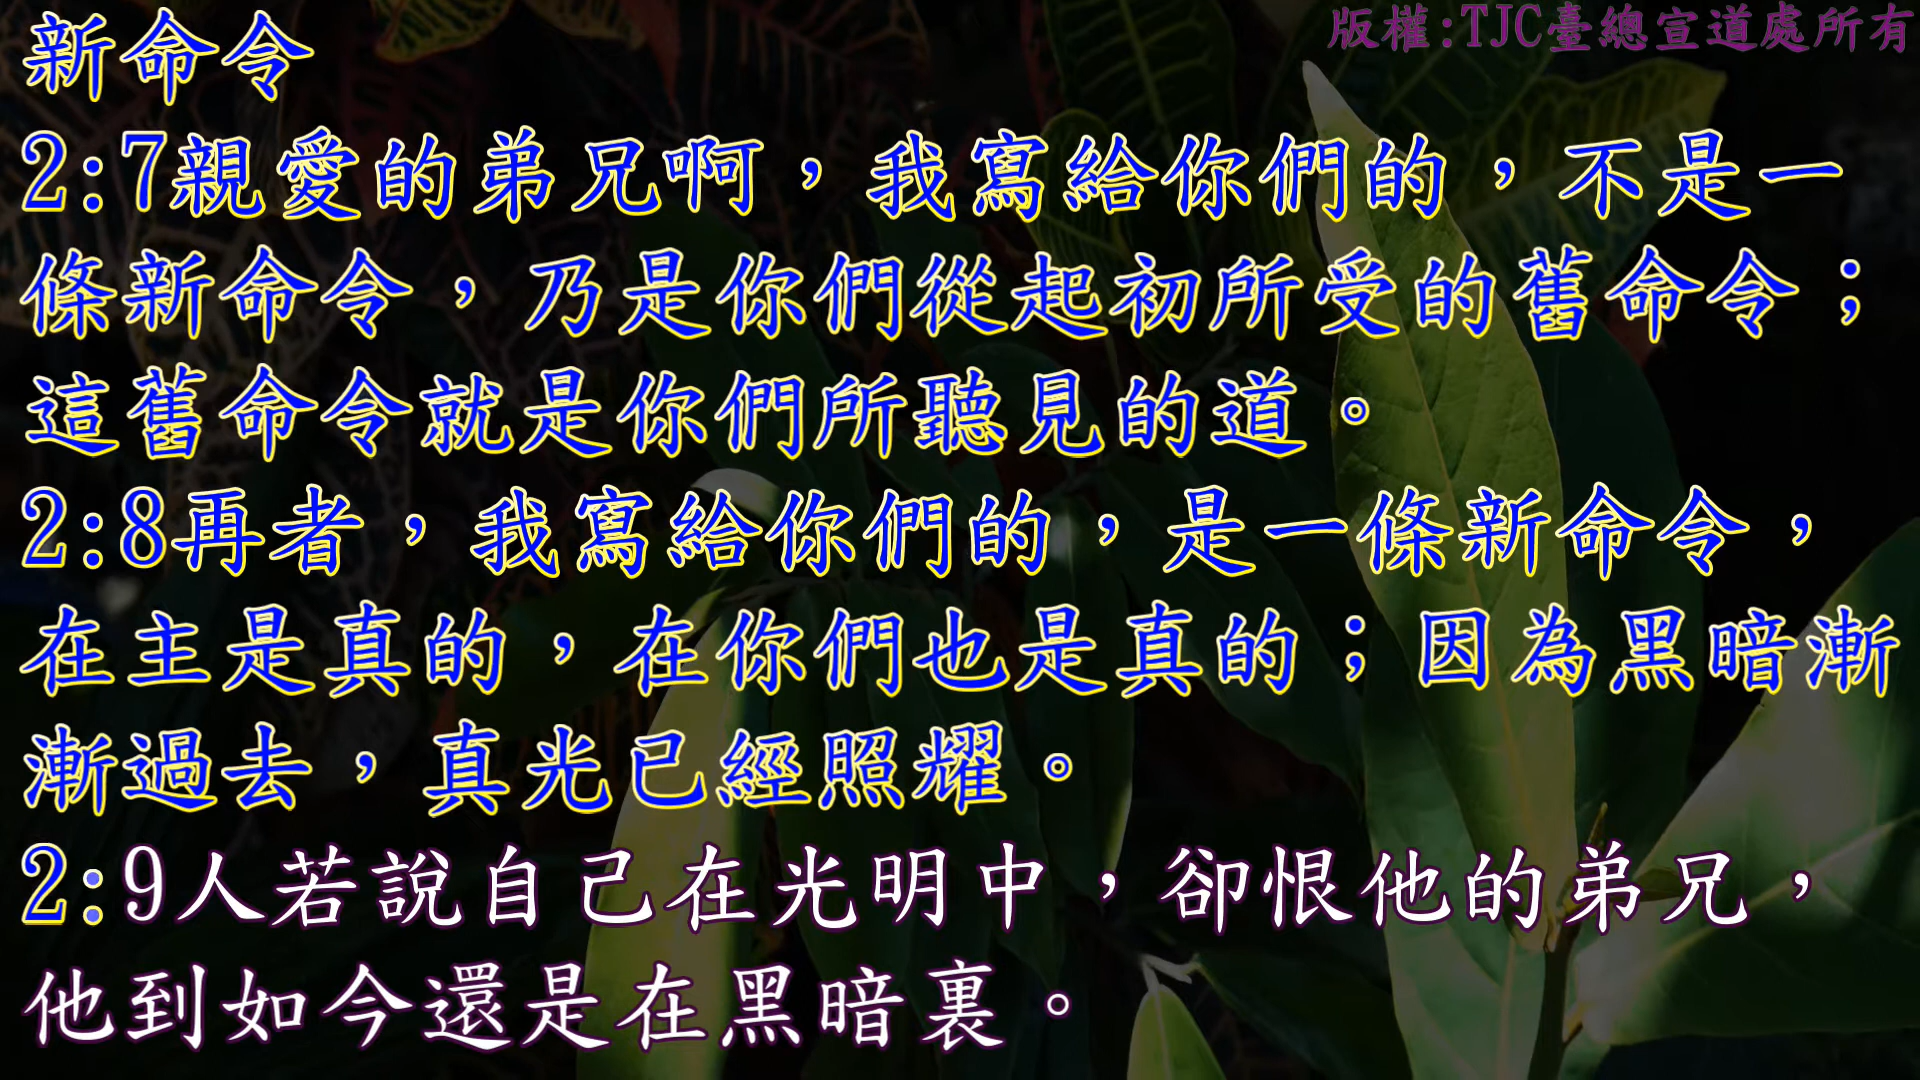 版權:TJC臺總宣道處所有
新命令
2:7親愛的弟兄啊，我寫給你們的，不是一
條新命令，乃是你們從起初所受的舊命令；
這舊命令就是你們所聽見的道。
2:8再者，我寫給你們的，是一條新命令，
在主是真的，在你們也是真的；因為黑暗漸
漸過去，真光已經照耀。
2:9人若說自己在光明中，卻恨他的弟兄，
他到如今還是在黑暗裏。